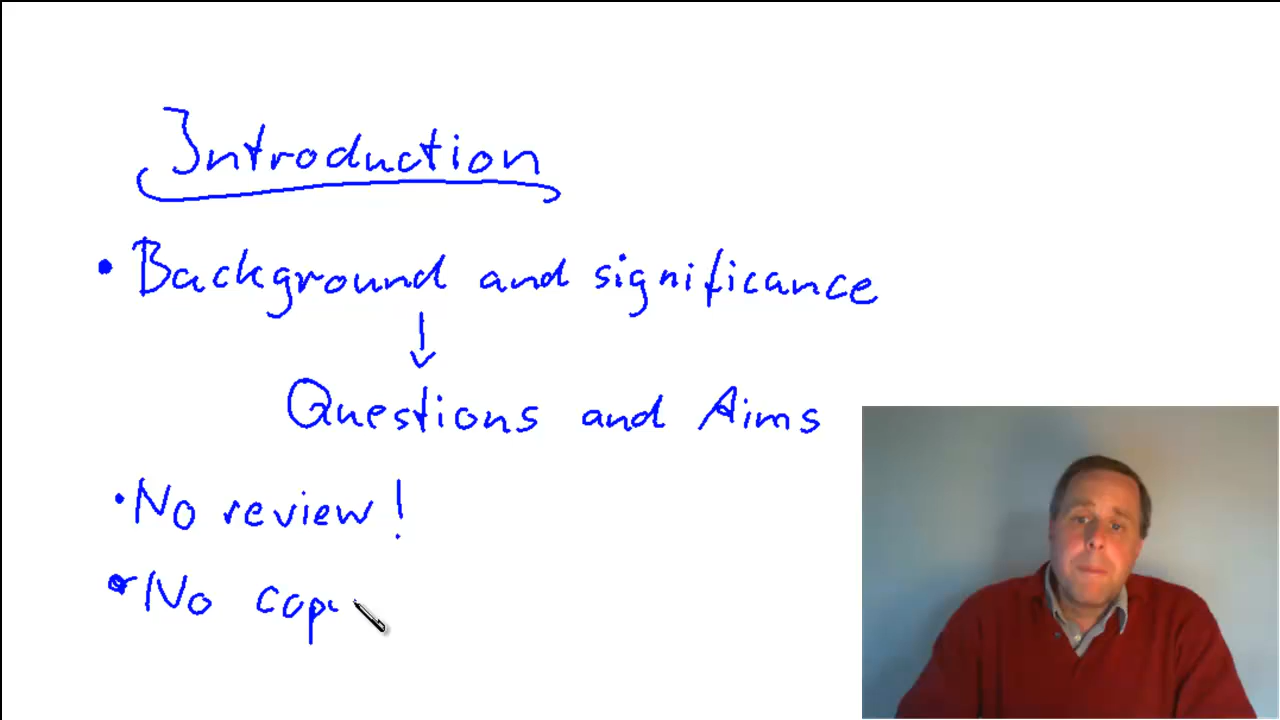 Introduction
• Background and significance
↓
Questions and Aims
• No review!
• No cop